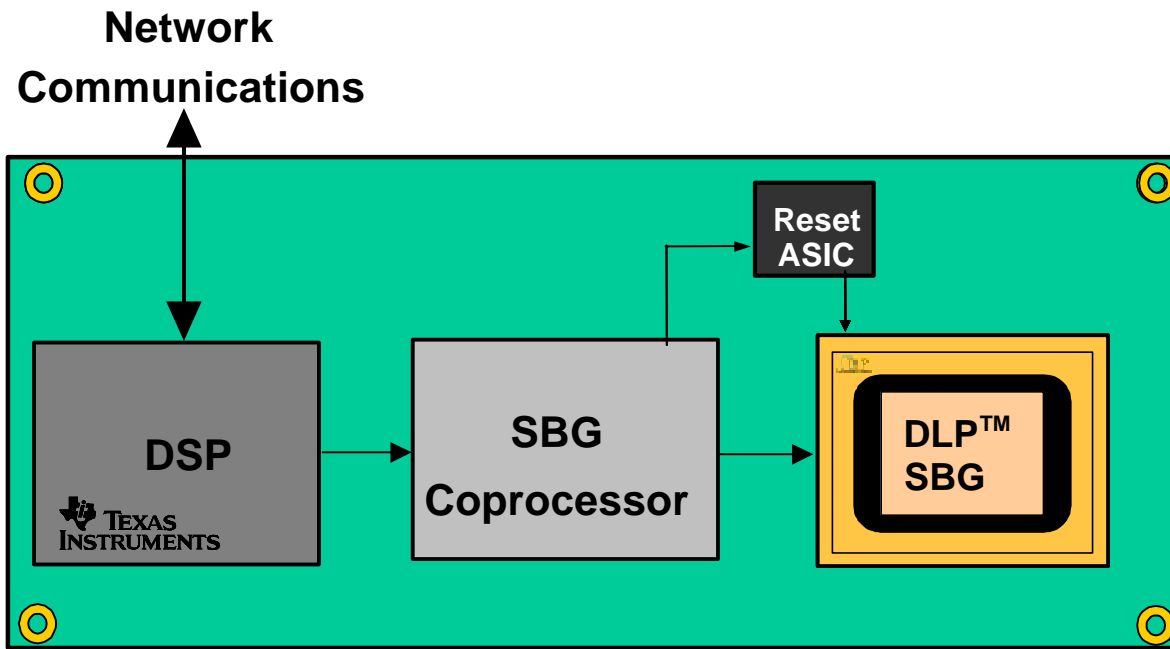 Network
Communications
Reset
ASIC
DSP
TEXAS
INSTRUMENTS
SBG
Coprocessor
DLP™
SBG